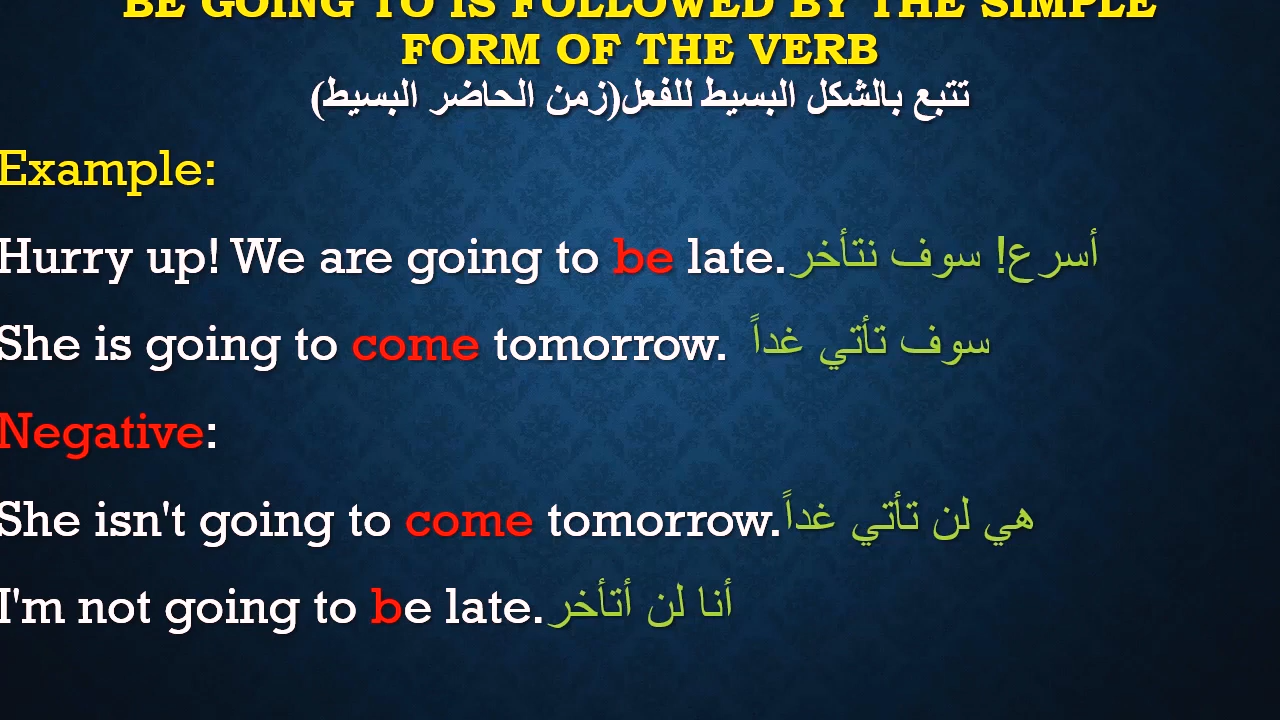 BE GOING TO IS FOLLOWED BY THE SIMPLE
FORM OF THE VERB
تتبع بالشكل البسيط للفعل(زمن الحاضر البسيط)
Example:
Hurry up! We are going to be late.أسرع! سوف نتأخر
She is going to come tomorrow. سوف تأتي غداً
Negative:
She isn't going to come tomorrow.هي لن تأتي غداً
I'm not going to be late.أنا لن أتأخر